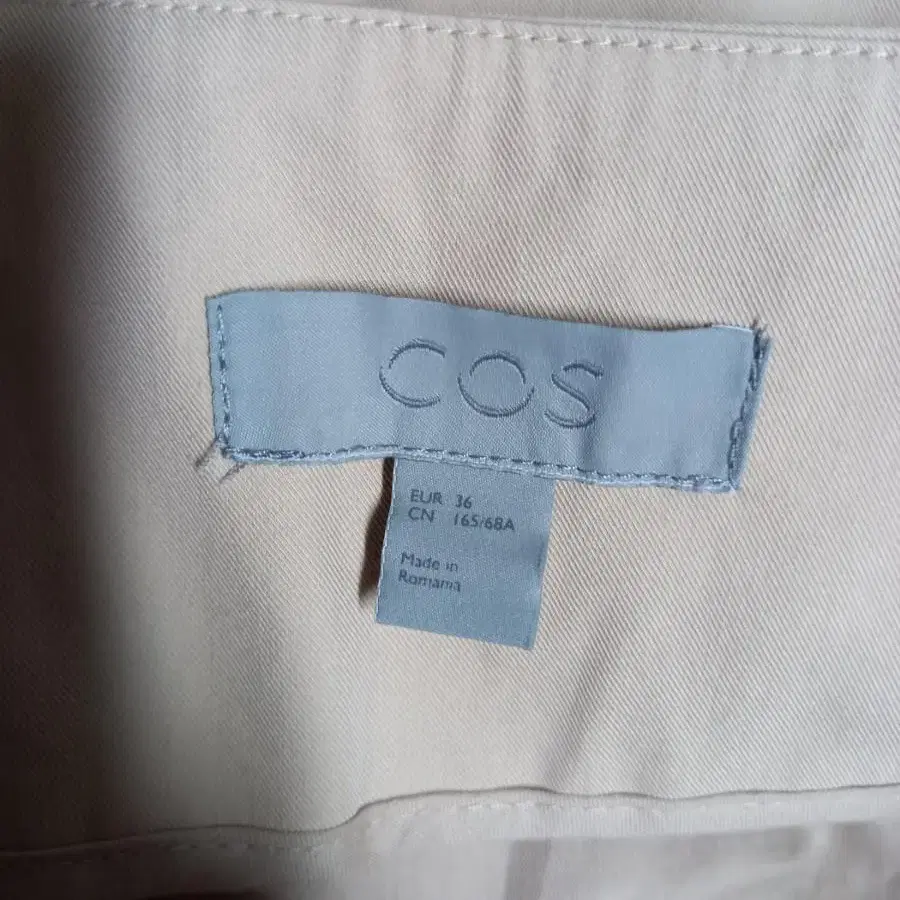 COS
EUR 36
CN 165/68A
Made in
Romania